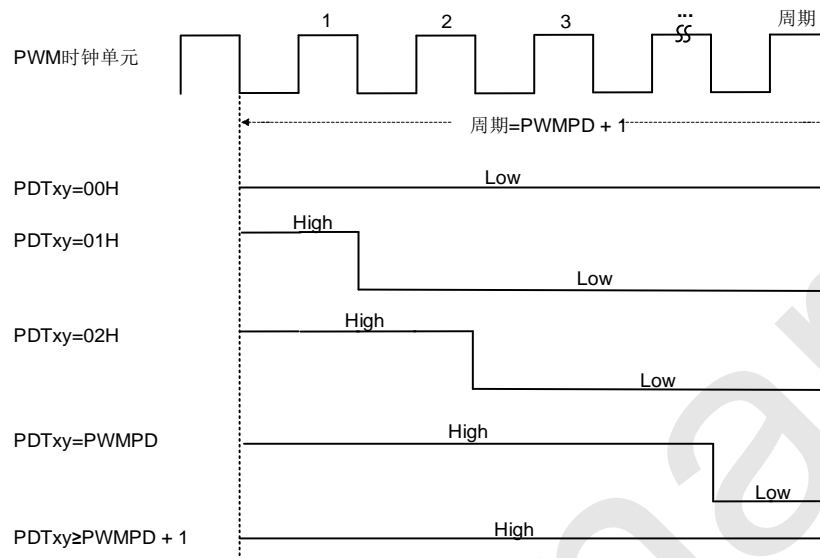 1 2 3 ... 周期
PWM时钟单元
周期=PWMPD + 1
PDTxy=00H Low
High
PDTxy=01H
Low
High
PDTxy=02H
Low
PDTxy=PWMPD High
Low
PDTxy≥PWMPD + 1 High